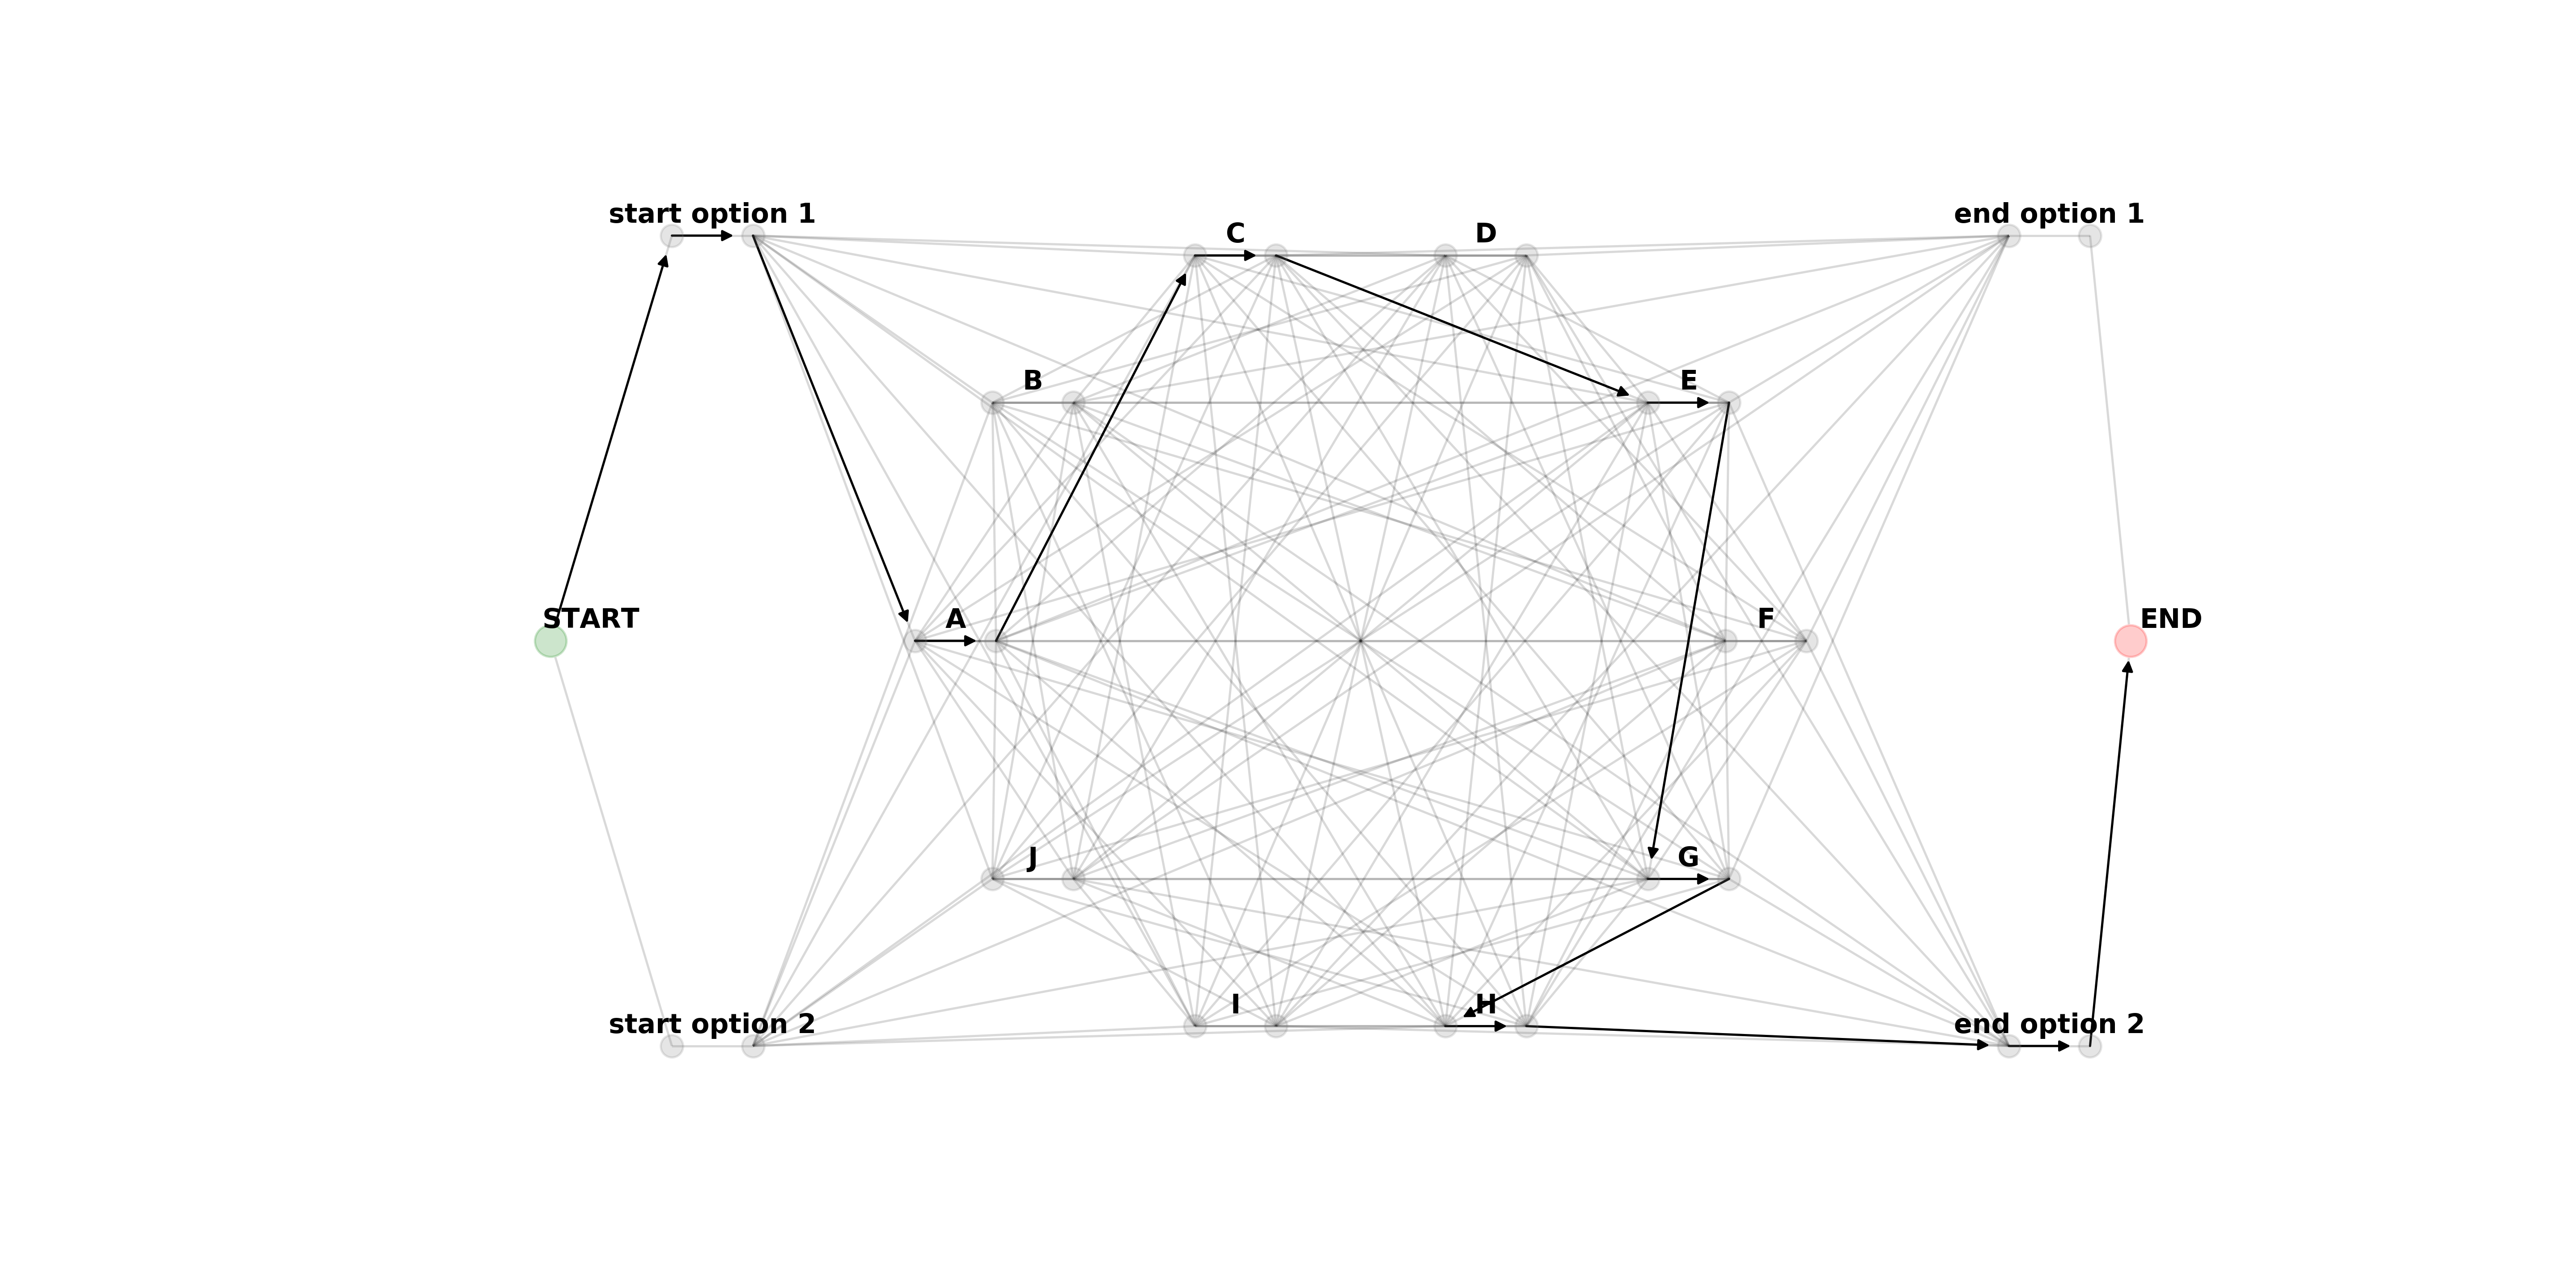 start option 1
end option 1
C
D
B
E
START
A
F
END
J
G
start option 2
I
H
end option 2